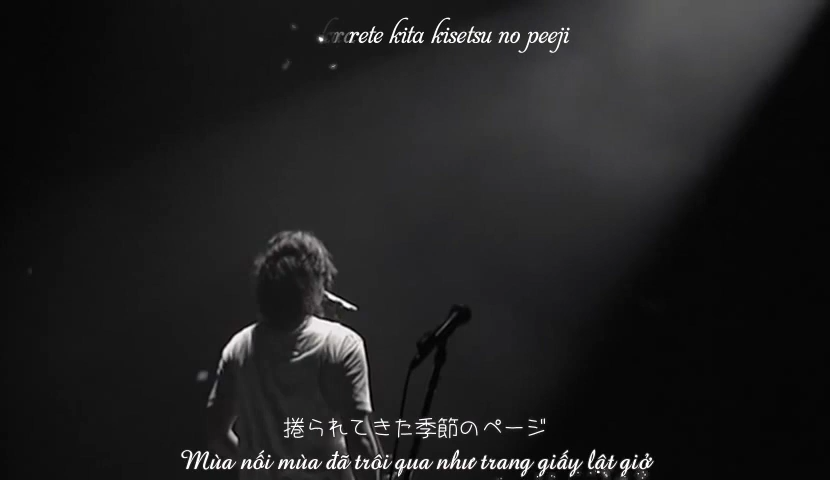 rete kita kisetsu no peeji
捲られてきた季節のページ
Mùa nối mùa đã trôi qua như trang giấy lật giở